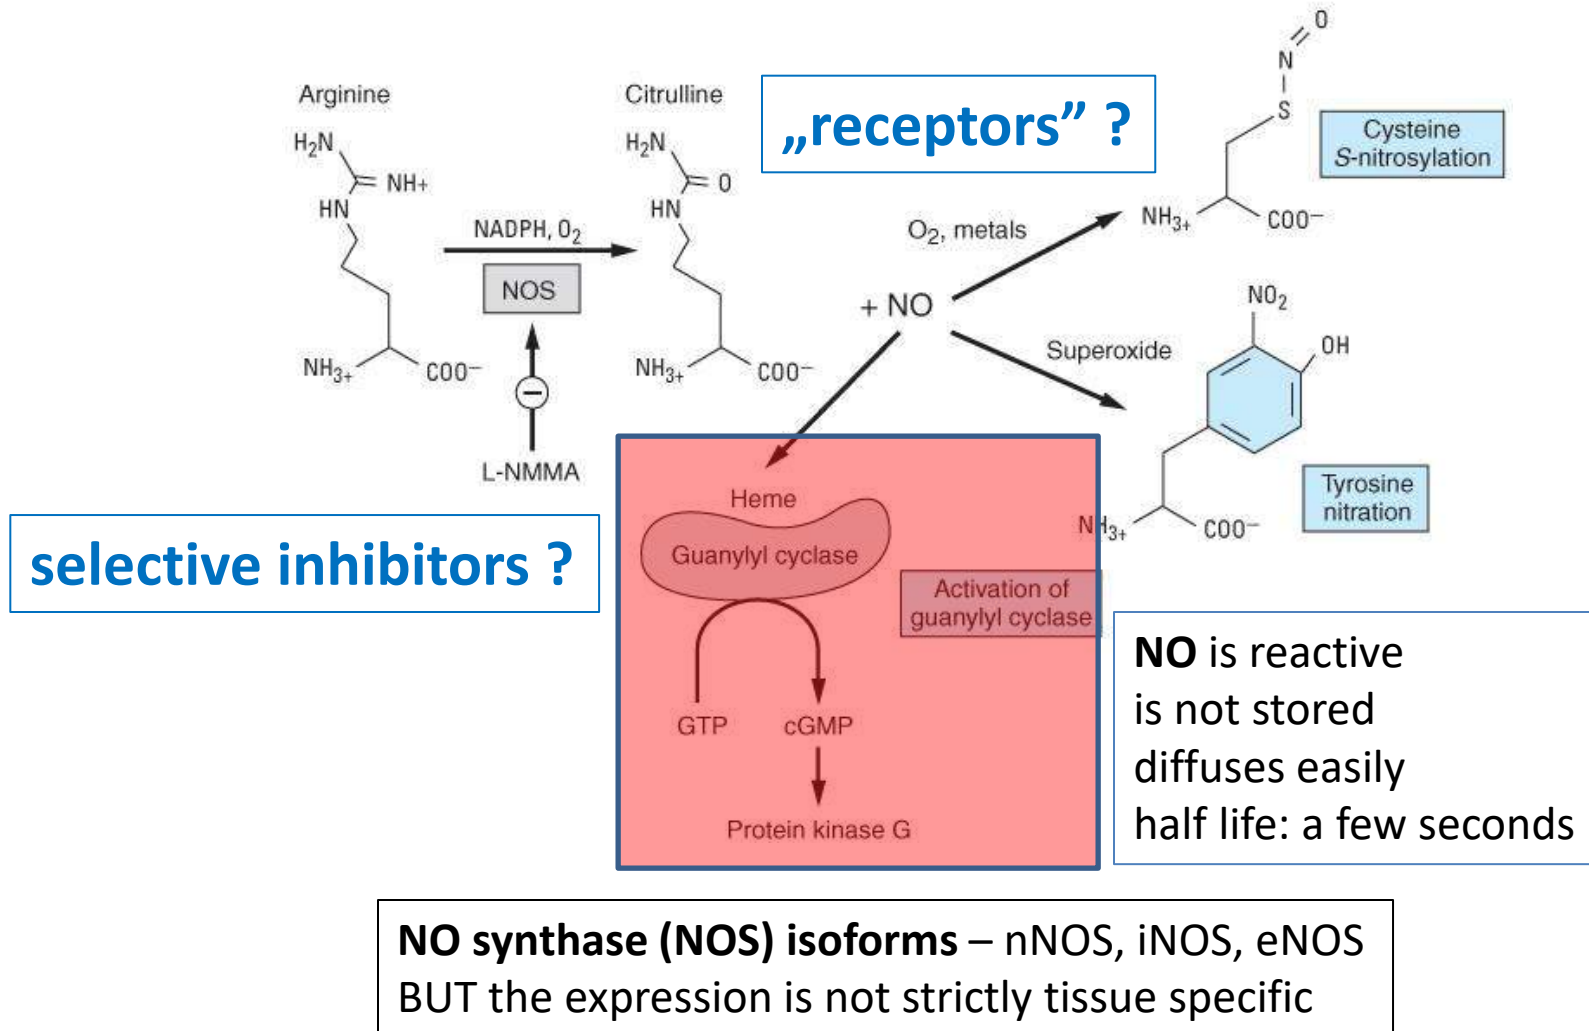 Arginine
H₂N
NH+
HN
NH₃+
COO⁻
NADPH, O₂
NOS
−
L-NMMA
Citrulline
H₂N
O
HN
NH₃+
COO⁻
„receptors” ?
+ NO
O₂, metals
O
N
S
NH₃+
COO⁻
Cysteine
S-nitrosylation
Superoxide
NO₂
OH
NH₃+
COO⁻
Tyrosine
nitration
selective inhibitors ?
Heme
Guanylyl cyclase
Activation of
guanylyl cyclase
GTP
cGMP
Protein kinase G
NO is reactive
is not stored
diffuses easily
half life: a few seconds
NO synthase (NOS) isoforms – nNOS, iNOS, eNOS
BUT the expression is not strictly tissue specific